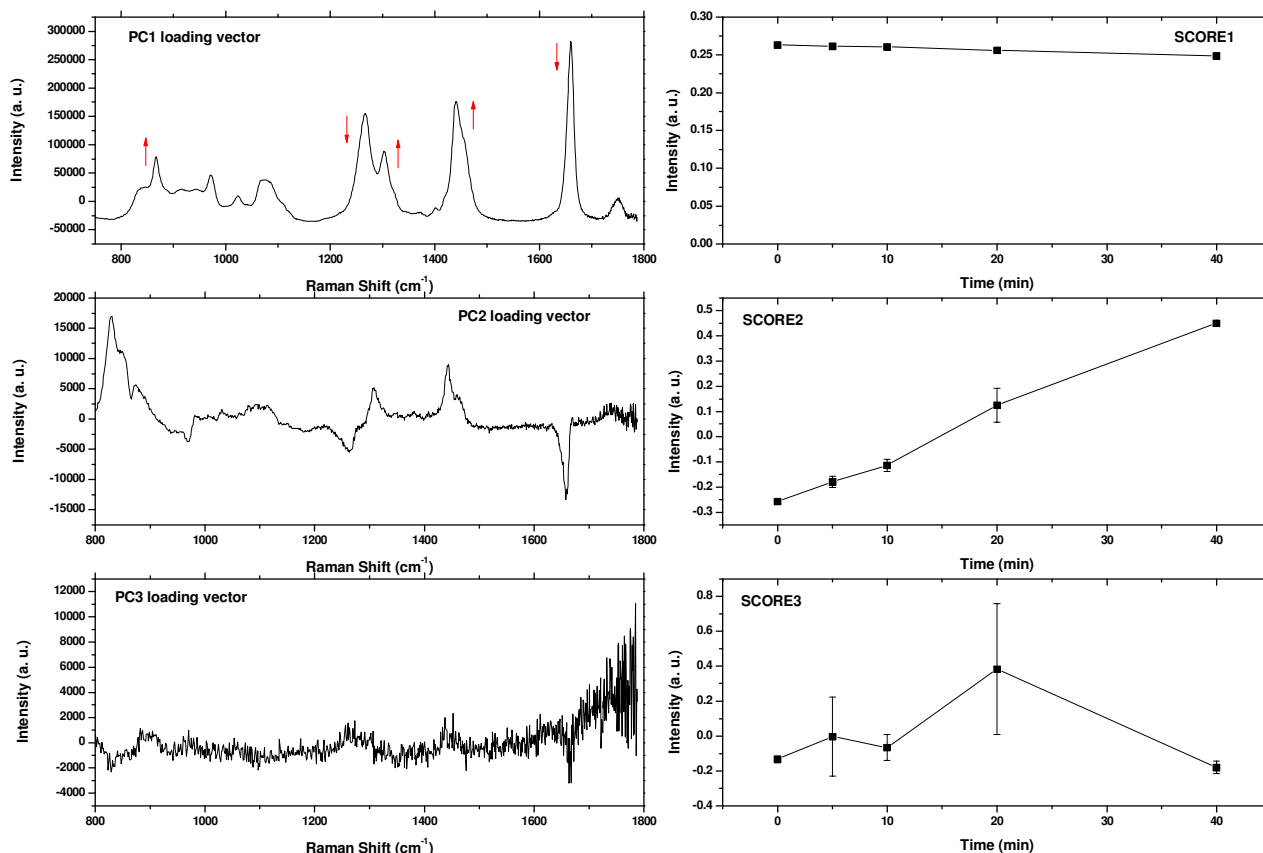 PC1 loading vector
Intensity (a. u.)
300000
250000
200000
150000
100000
50000
0
-50000
800 1000 1200 1400 1600 1800
Raman Shift (cm⁻¹)
SCORE1
Intensity (a. u.)
0.30
0.25
0.20
0.15
0.10
0.05
0.00
0 10 20 30 40
Time (min)
PC2 loading vector
Intensity (a. u.)
20000
15000
10000
5000
0
-5000
-10000
-15000
800 1000 1200 1400 1600 1800
Raman Shift (cm⁻¹)
SCORE2
Intensity (a. u.)
0.5
0.4
0.3
0.2
0.1
0.0
-0.1
-0.2
-0.3
0 10 20 30 40
Time (min)
PC3 loading vector
Intensity (a. u.)
12000
10000
8000
6000
4000
2000
0
-2000
-4000
800 1000 1200 1400 1600 1800
Raman Shift (cm⁻¹)
SCORE3
Intensity (a. u.)
0.8
0.6
0.4
0.2
0.0
-0.2
-0.4
0 10 20 30 40
Time (min)